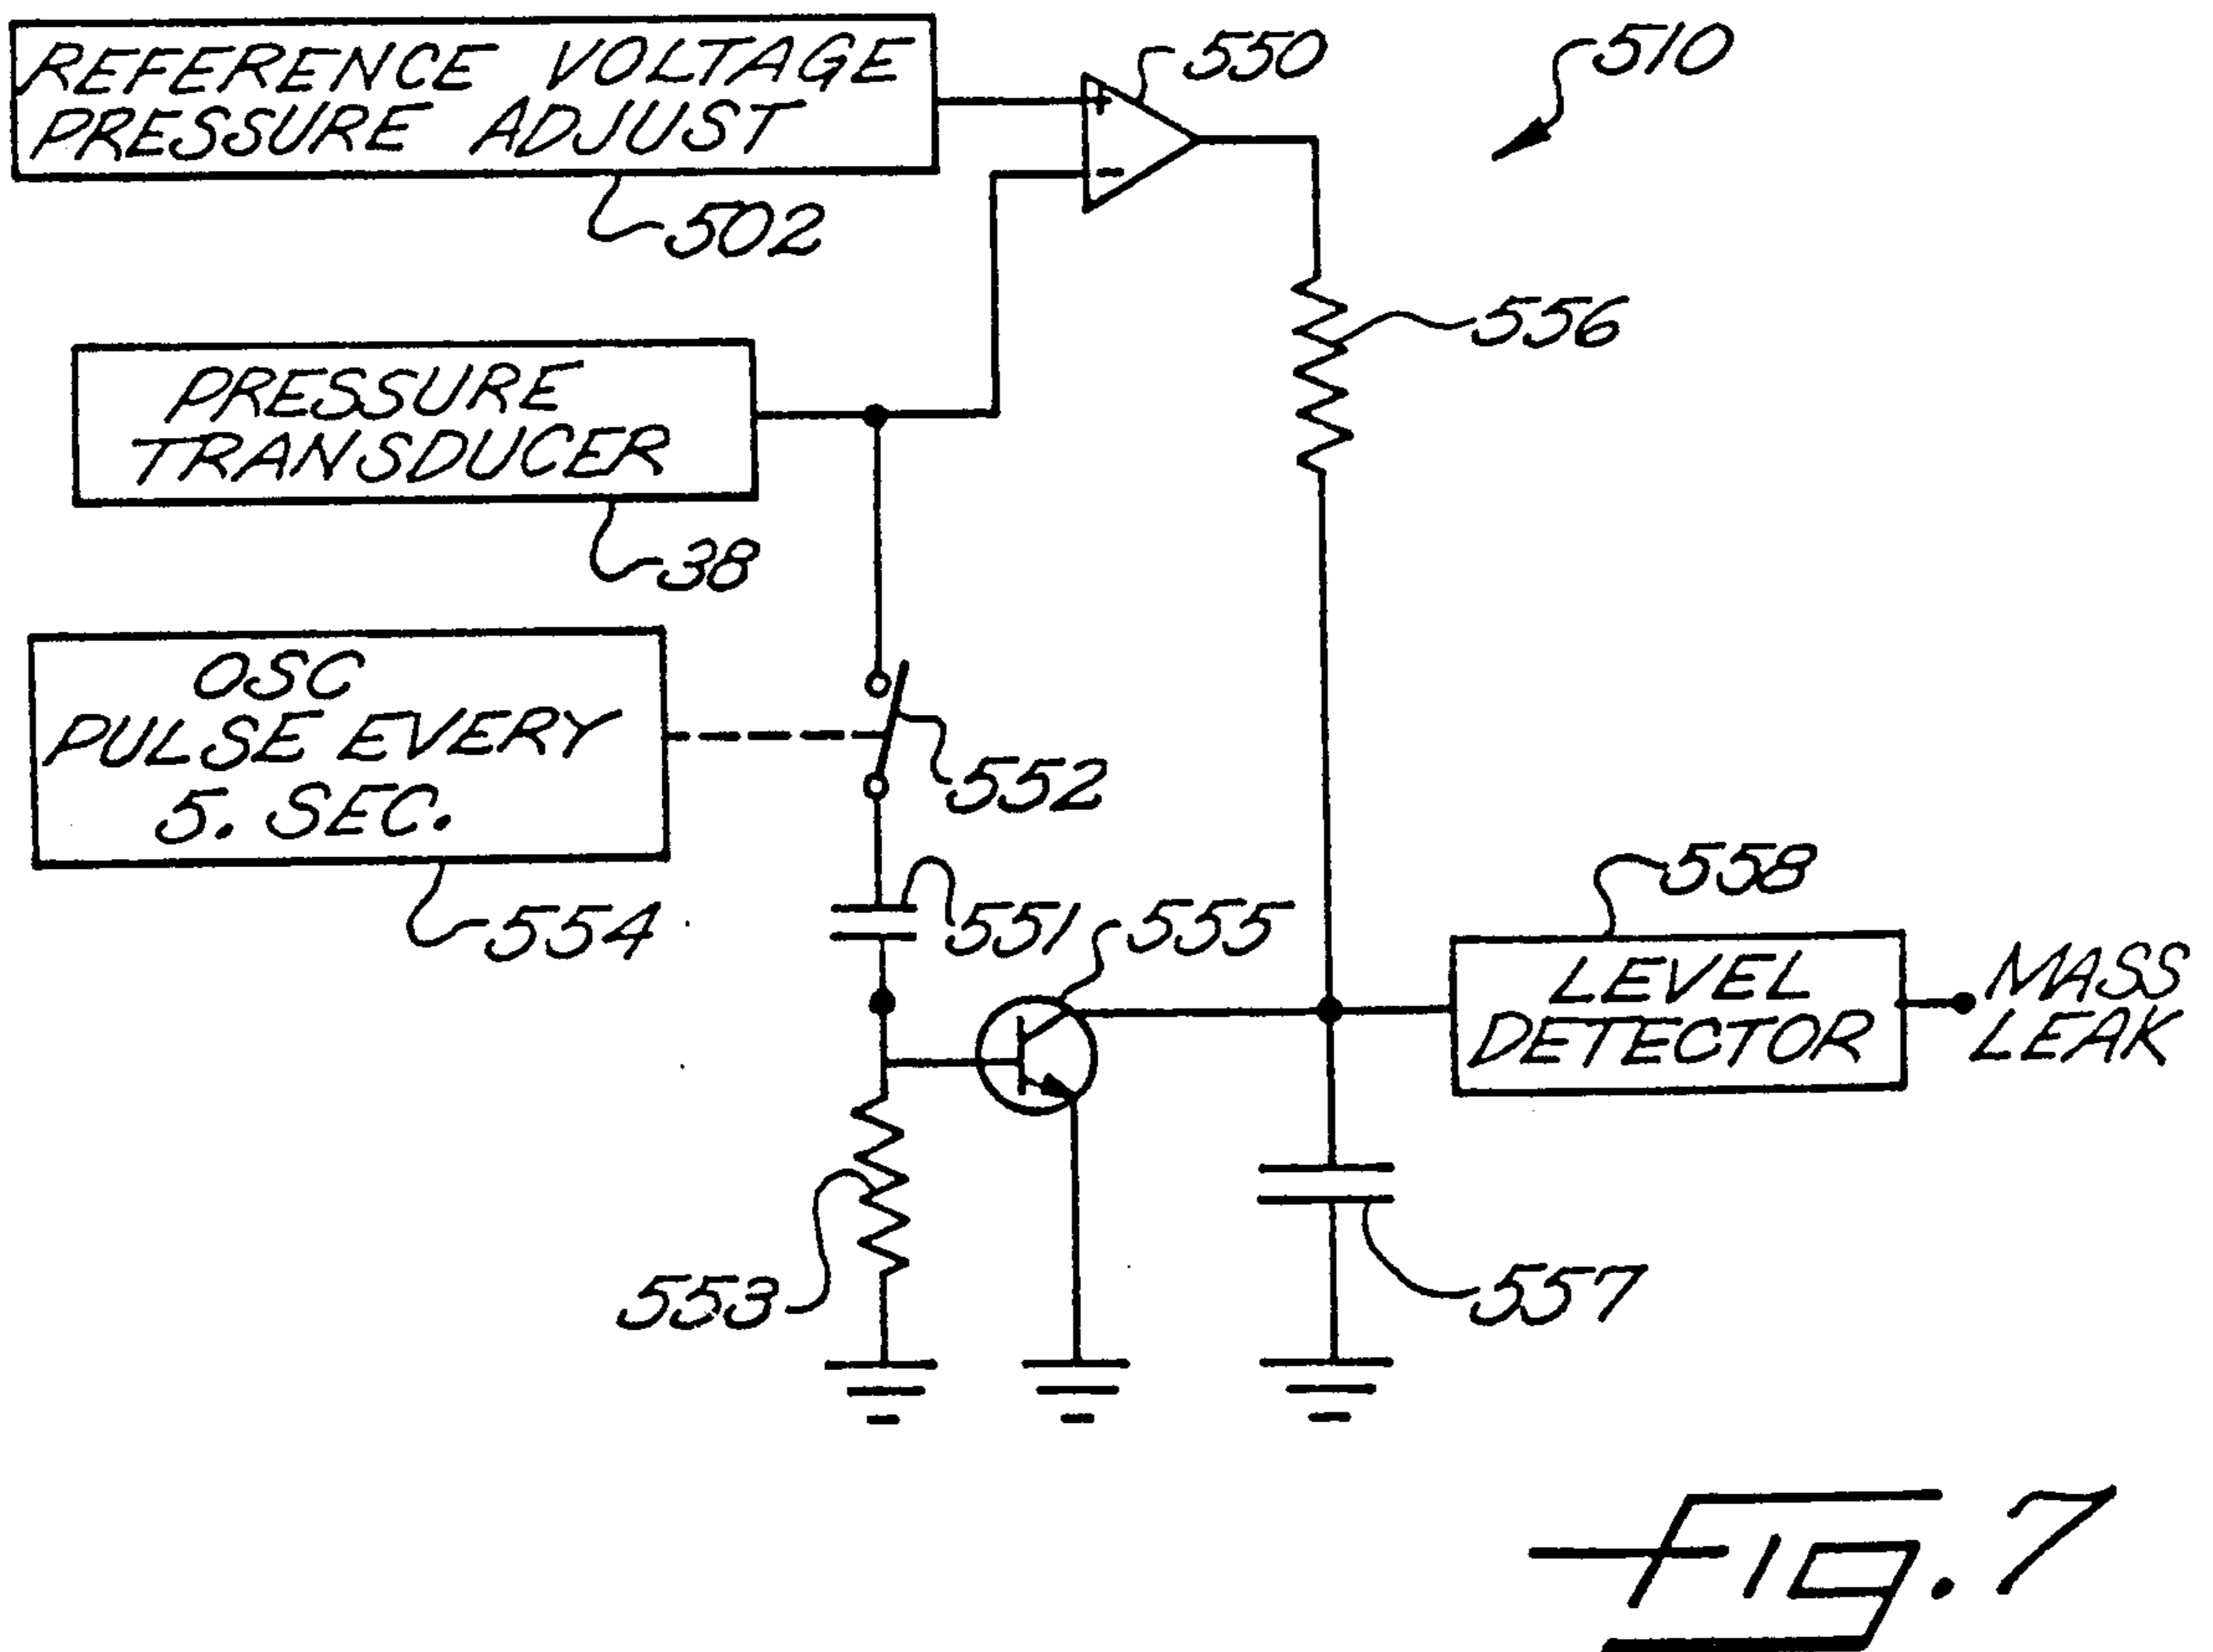 REFERENCE VOLTAGE
PRESSURE ADJUST
502
+
-
550
510
556
PRESSURE
TRANSDUCER
38
OSC
PULSE EVERY
5. SEC.
554
552
551
555
558
LEVEL
DETECTOR
MASS
LEAK
553
557
Fig. 7